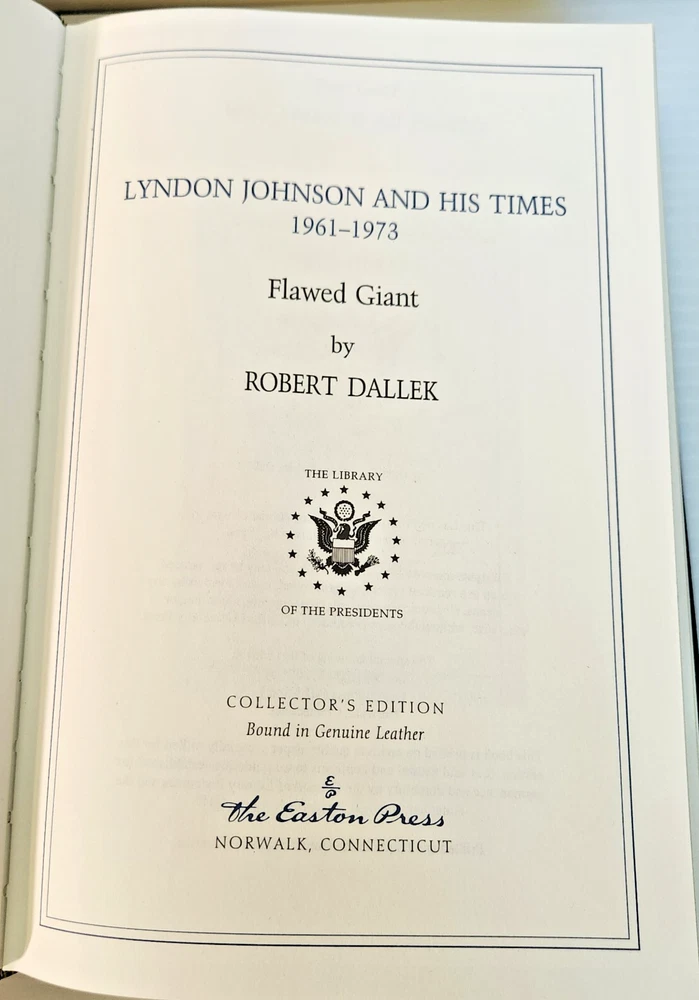 LYNDON JOHNSON AND HIS TIMES
1961–1973
Flawed Giant
by
ROBERT DALLEK
THE LIBRARY
OF THE PRESIDENTS
COLLECTOR'S EDITION
Bound in Genuine Leather
E/P
The Easton Press
NORWALK, CONNECTICUT